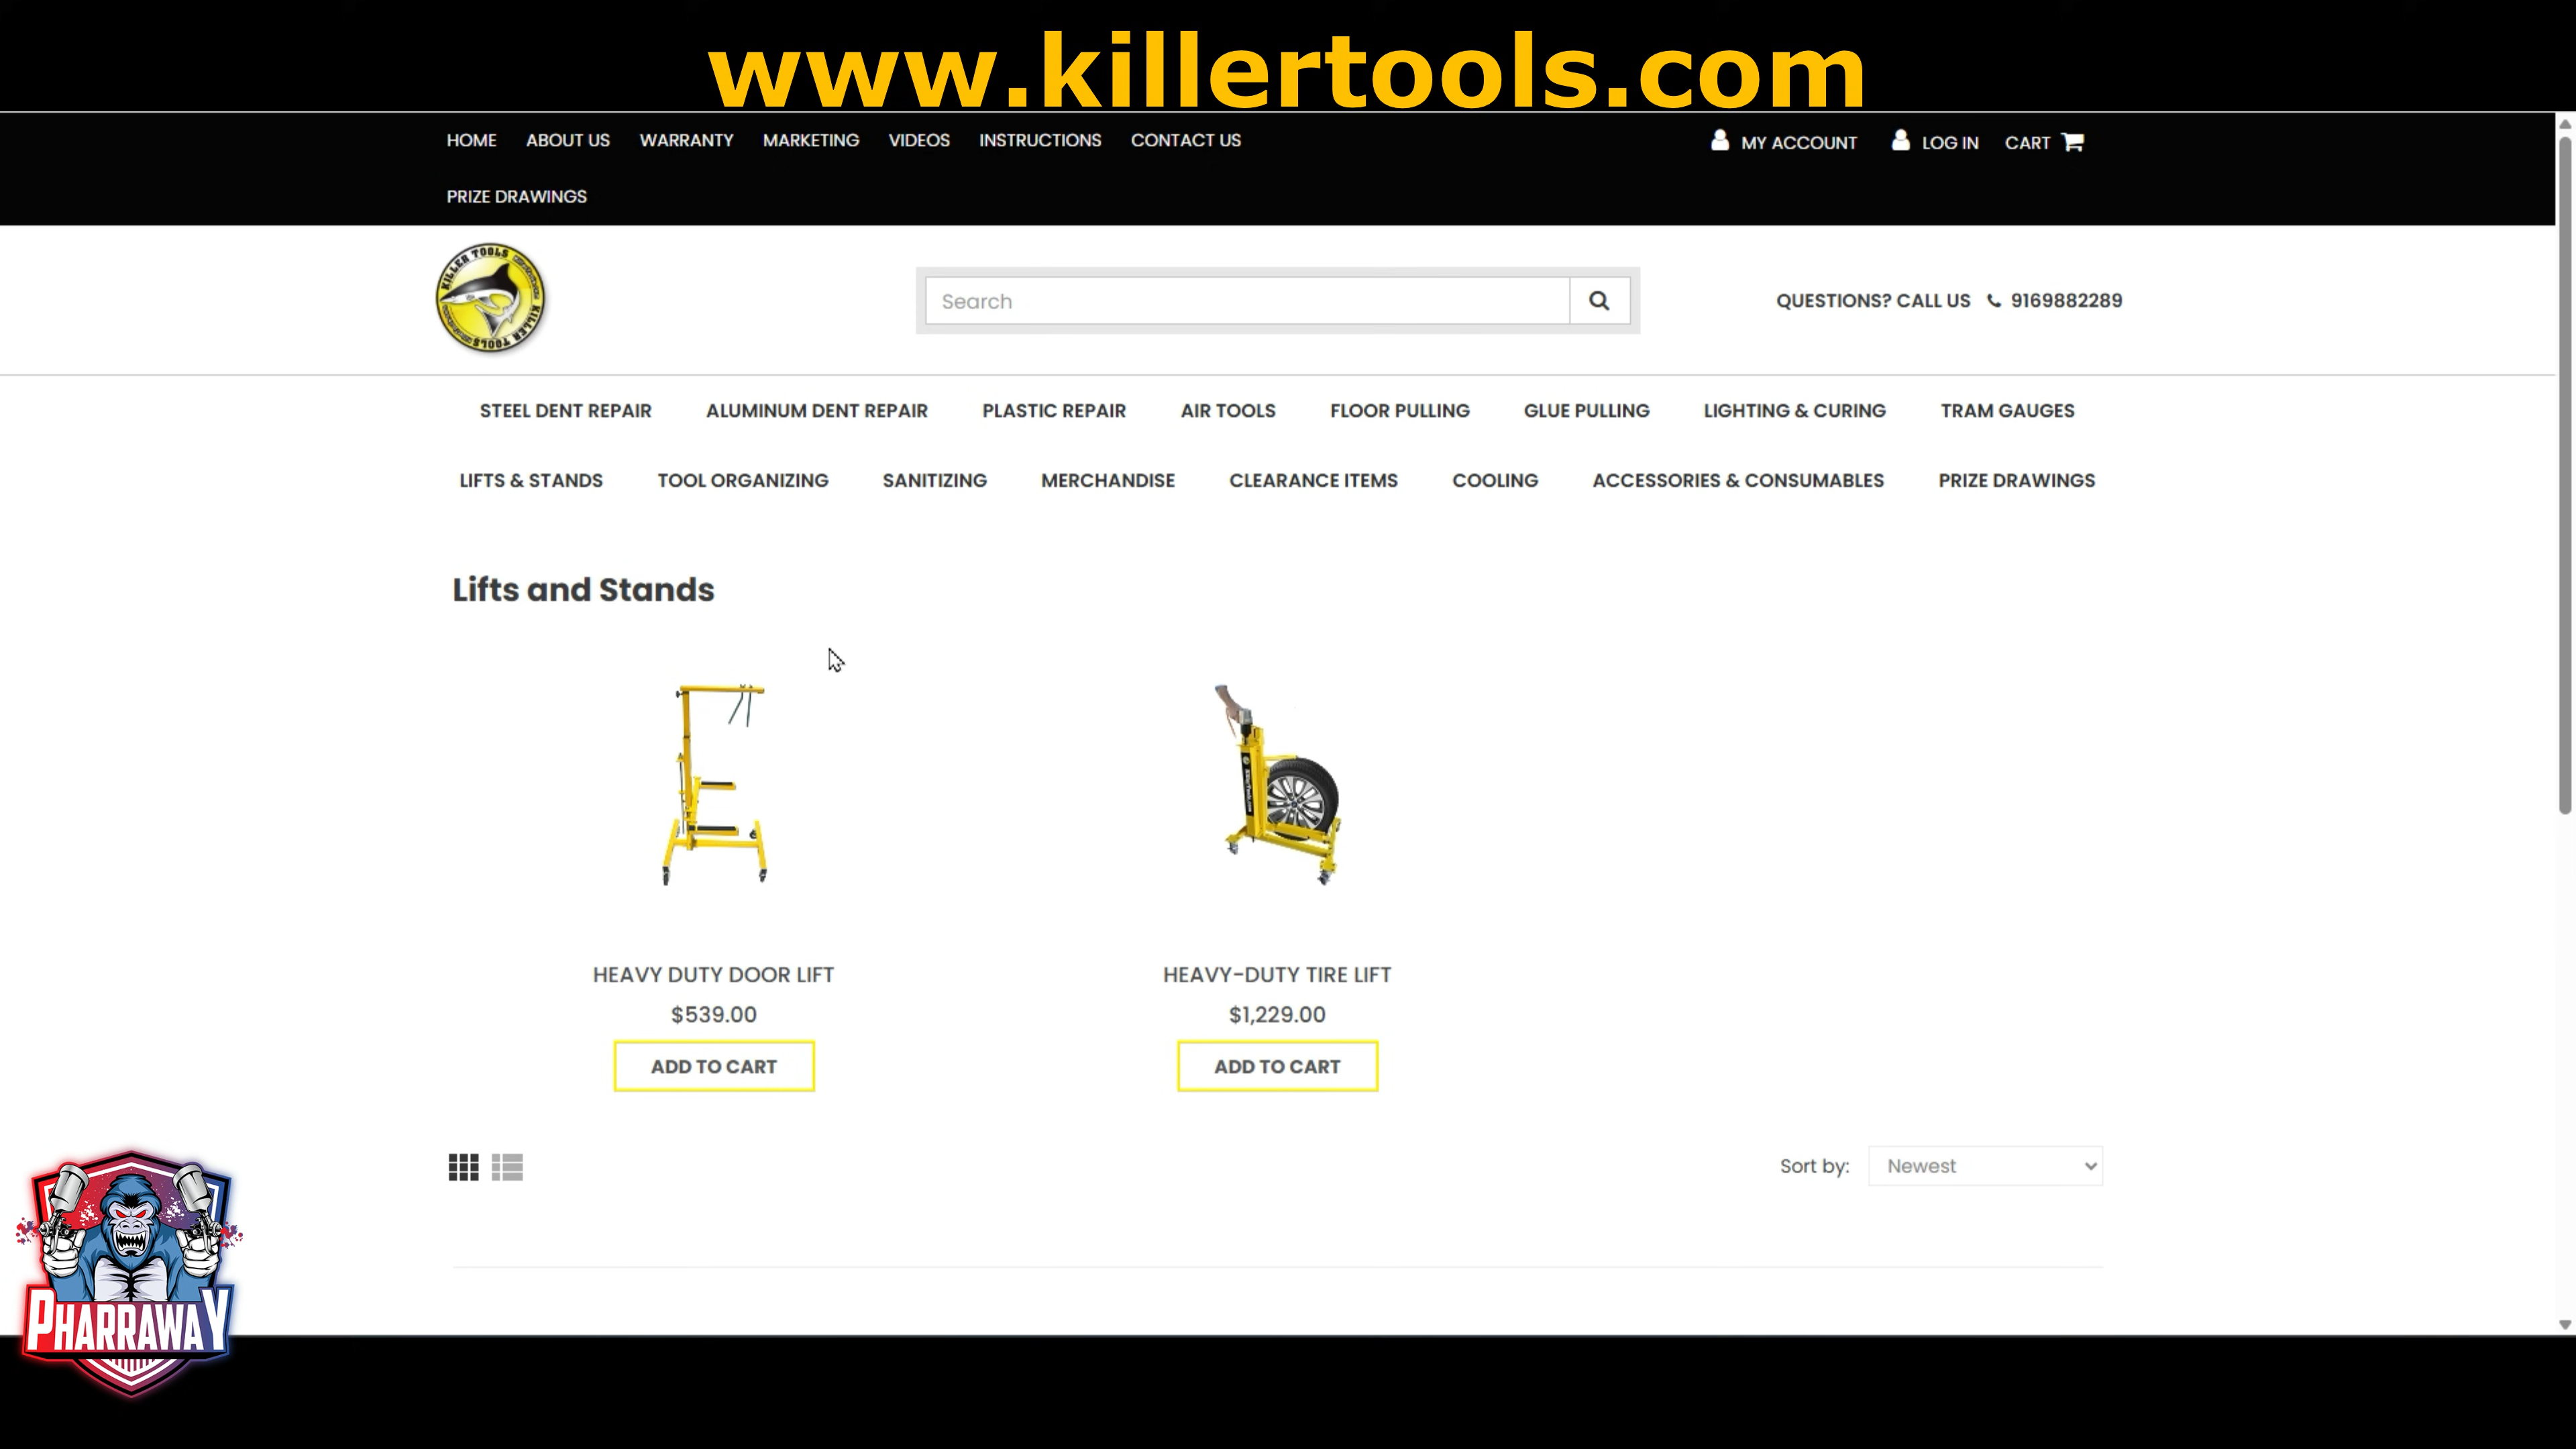 www.killertools.com
HOME ABOUT US WARRANTY MARKETING VIDEOS INSTRUCTIONS CONTACT US
MY ACCOUNT LOG IN CART
PRIZE DRAWINGS
KILLER TOOLS
KILLER TOOLS
Search
QUESTIONS? CALL US 9169882289
STEEL DENT REPAIR ALUMINUM DENT REPAIR PLASTIC REPAIR AIR TOOLS FLOOR PULLING GLUE PULLING LIGHTING & CURING TRAM GAUGES
LIFTS & STANDS TOOL ORGANIZING SANITIZING MERCHANDISE CLEARANCE ITEMS COOLING ACCESSORIES & CONSUMABLES PRIZE DRAWINGS
Lifts and Stands
HEAVY DUTY DOOR LIFT
$539.00
ADD TO CART
HEAVY-DUTY TIRE LIFT
$1,229.00
ADD TO CART
Sort by: Newest
PHARRAWAY